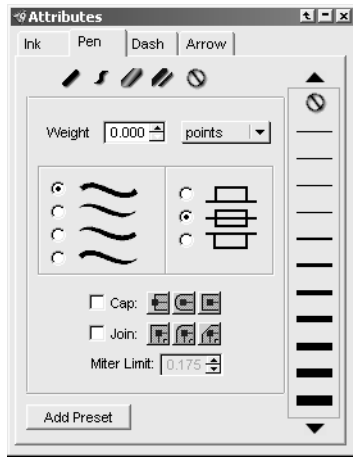 Attributes
Ink Pen Dash Arrow
Weight 0.000 points
Cap:
Join:
Miter Limit: 0.175
Add Preset